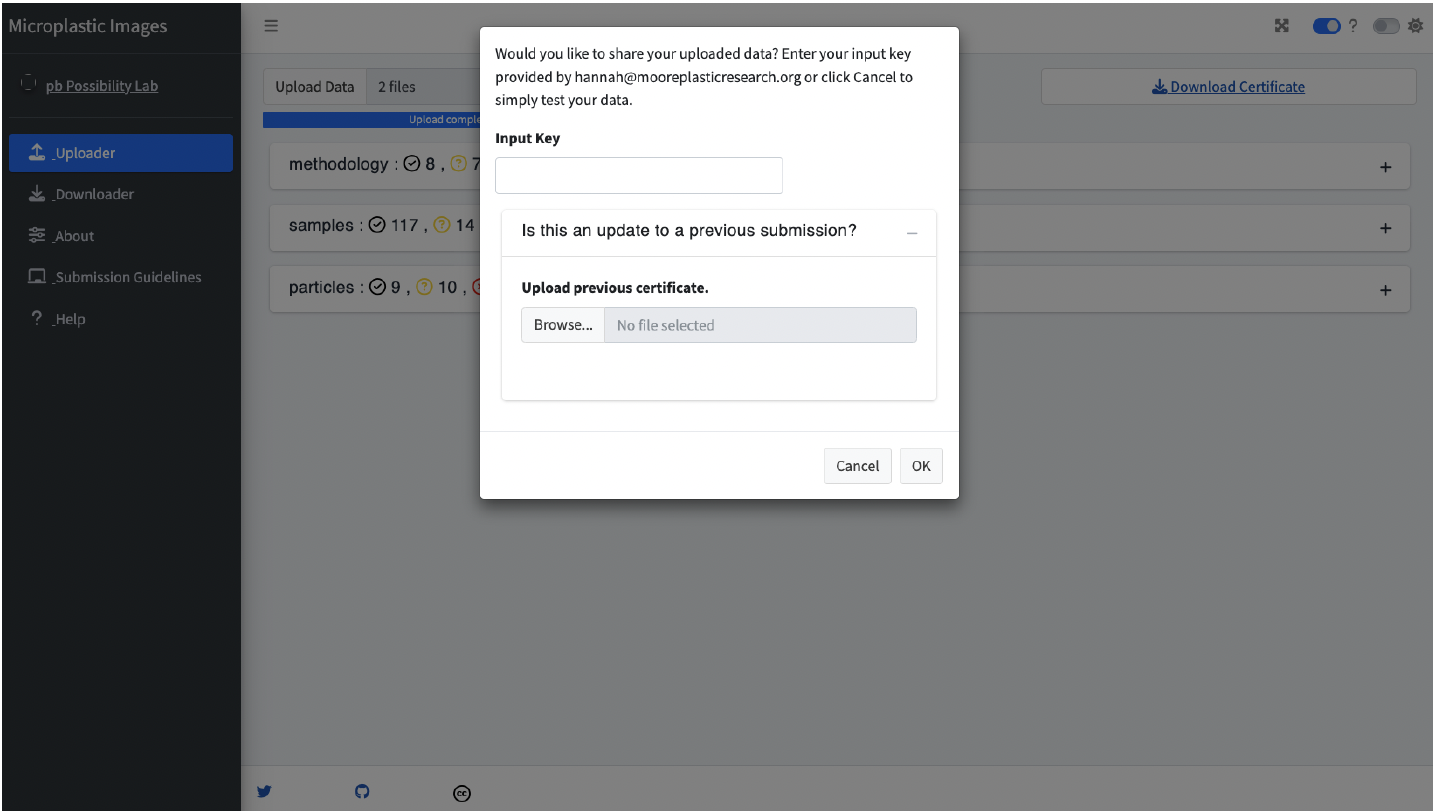 Microplastic Images
pb Possibility Lab
Uploader
Downloader
About
Submission Guidelines
? Help
?
Upload Data 2 files
Upload comple
Download Certificate
methodology : 8 , ? 7
+
samples : 117 , ? 14
+
particles : 9 , ? 10 ,
+
Would you like to share your uploaded data? Enter your input key
provided by hannah@mooreplasticresearch.org or click Cancel to
simply test your data.
Input Key
Is this an update to a previous submission?
Upload previous certificate.
Browse... No file selected
Cancel OK
cc